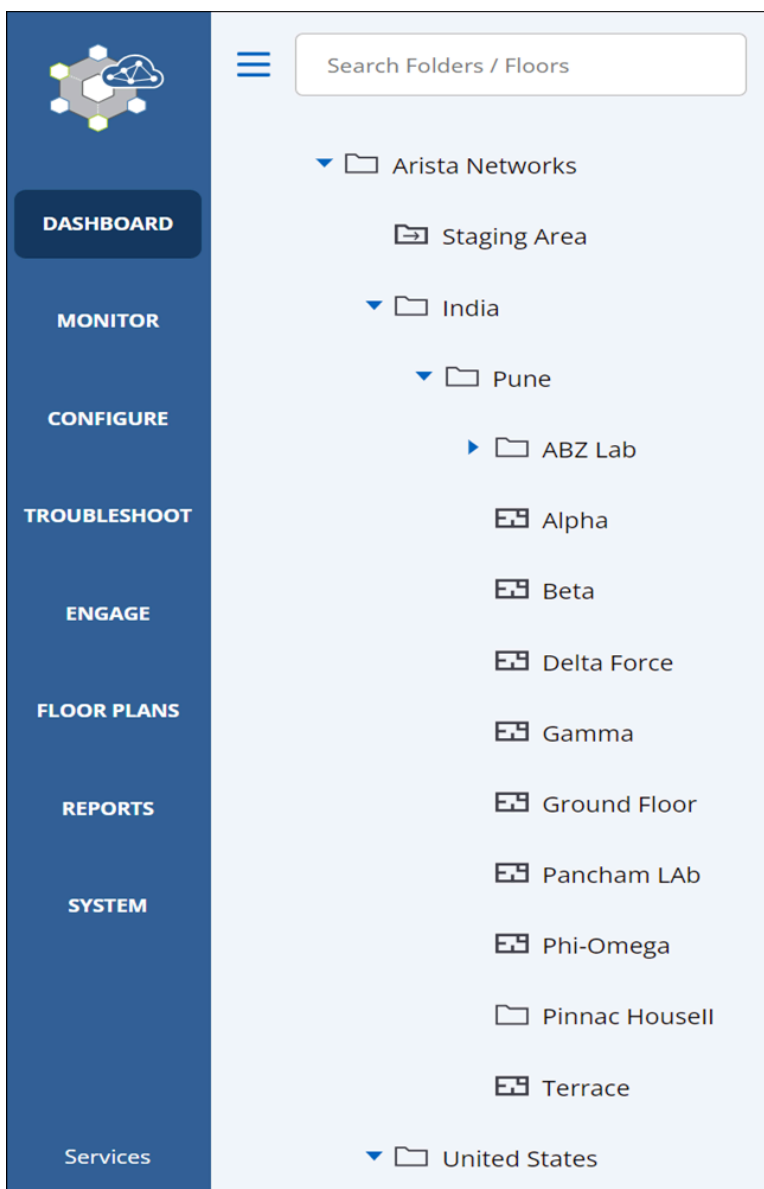 Search Folders / Floors
Arista Networks
DASHBOARD
Staging Area
MONITOR
India
Pune
CONFIGURE
ABZ Lab
TROUBLESHOOT
Alpha
Beta
ENGAGE
Delta Force
FLOOR PLANS
Gamma
REPORTS
Ground Floor
Pancham LAb
SYSTEM
Phi-Omega
Pinnac HouseII
Terrace
Services
United States